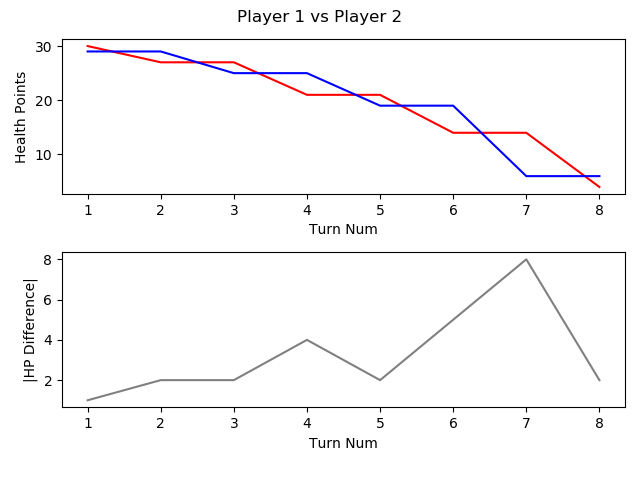 Player 1 vs Player 2
30
20
10
Health Points
1 2 3 4 5 6 7 8
Turn Num
8
6
4
2
|HP Difference|
1 2 3 4 5 6 7 8
Turn Num